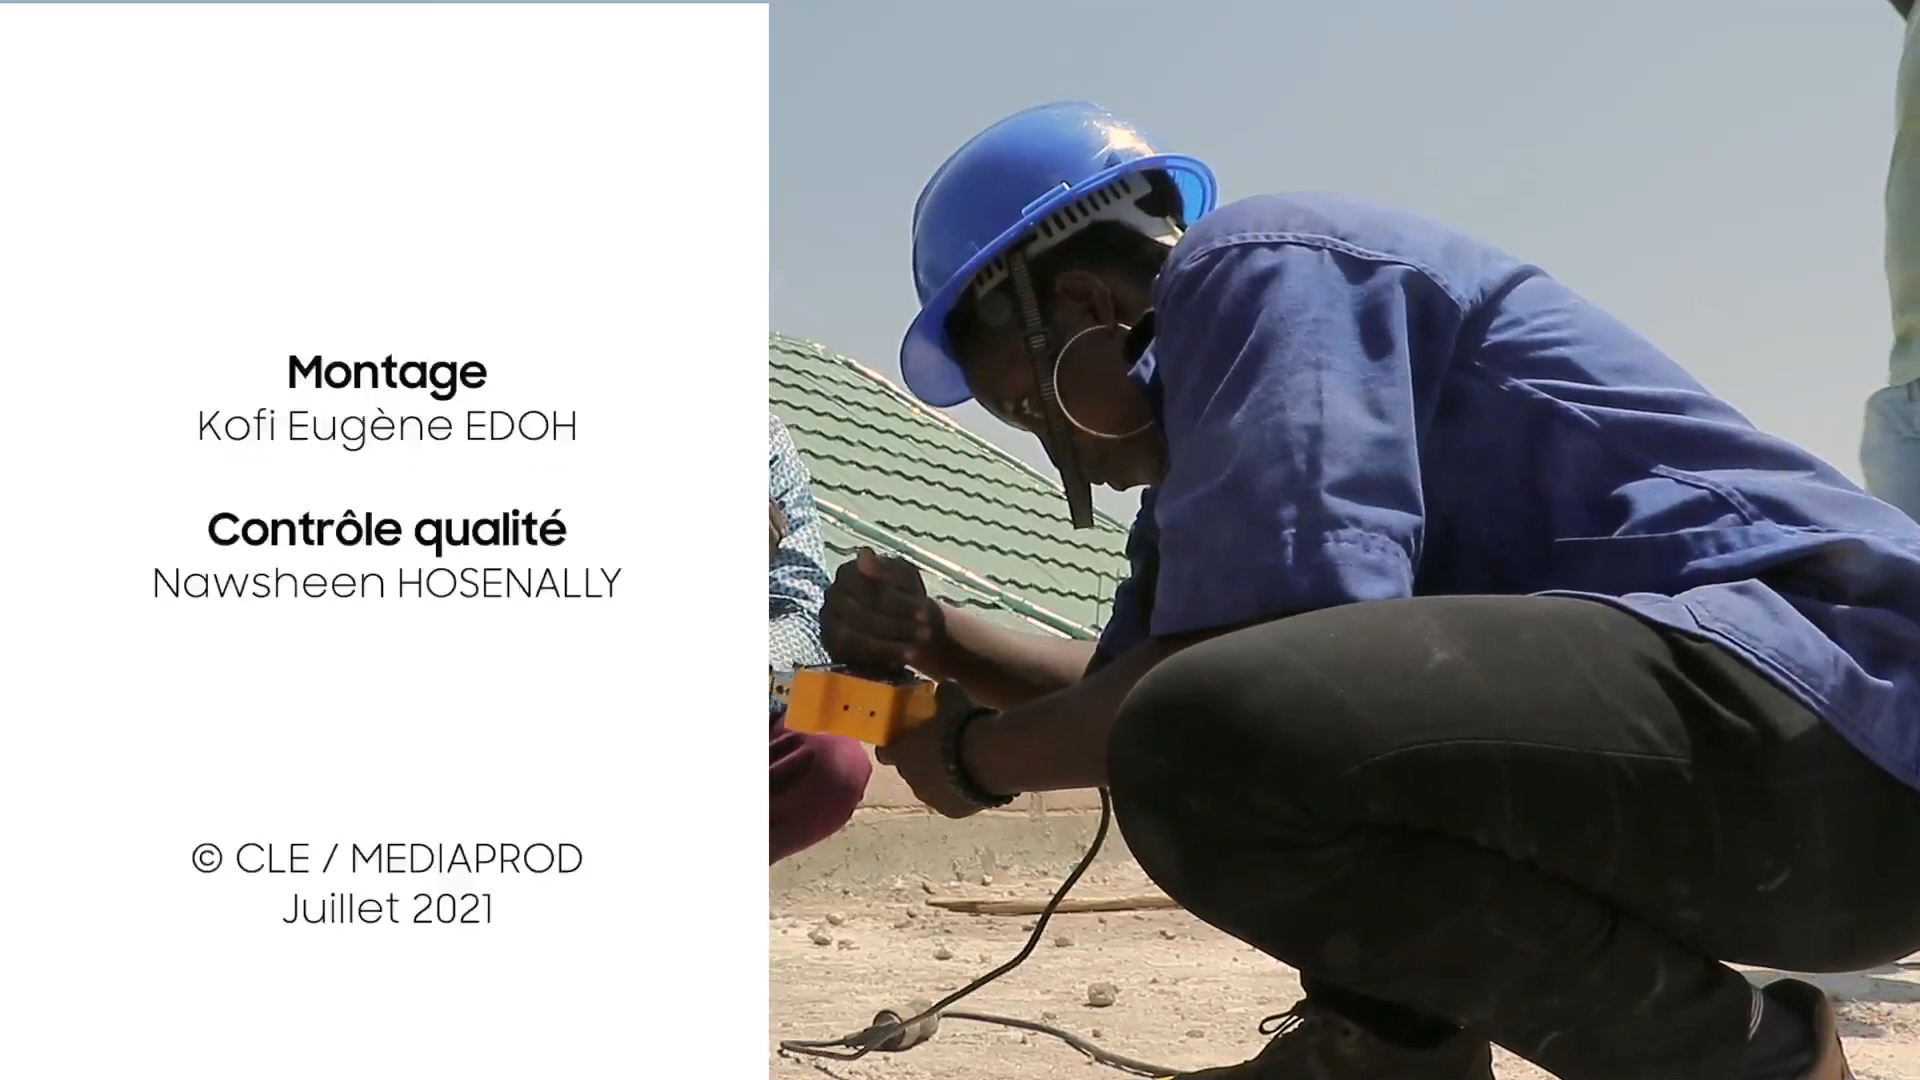 Montage
Kofi Eugène EDOH
Contrôle qualité
Nawsheen HOSENALLY
© CLE / MEDIAPROD
Juillet 2021